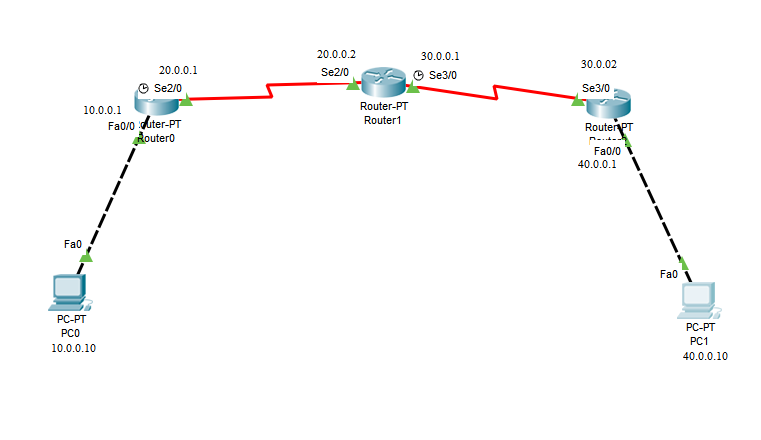 20.0.0.1
Se2/0
10.0.0.1
Fa0/0
outer-PT
Router0
20.0.0.2
Se2/0
30.0.0.1
Se3/0
Router-PT
Router1
30.0.02
Se3/0
Router-PT
Fa0/0
40.0.0.1
Fa0
PC-PT
PC0
10.0.0.10
Fa0
PC-PT
PC1
40.0.0.10